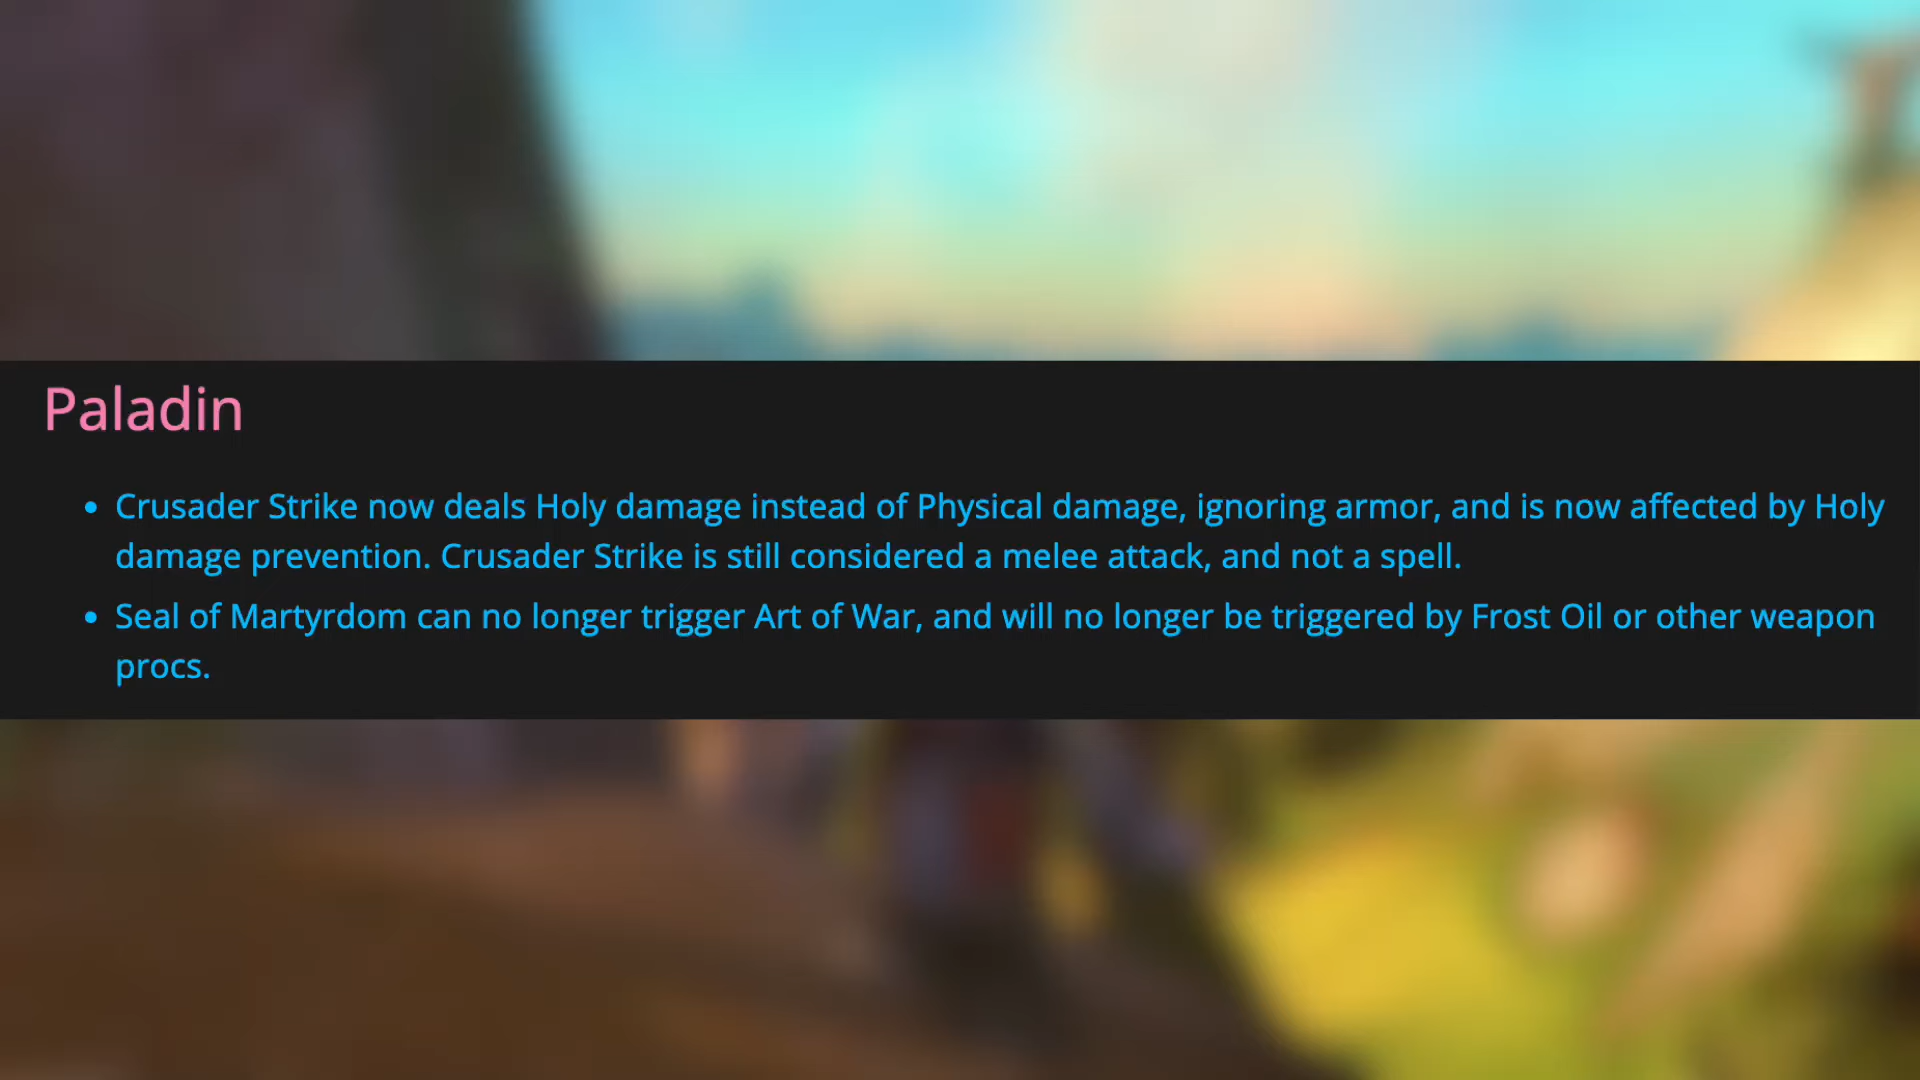 Paladin
• Crusader Strike now deals Holy damage instead of Physical damage, ignoring armor, and is now affected by Holy
damage prevention. Crusader Strike is still considered a melee attack, and not a spell.
• Seal of Martyrdom can no longer trigger Art of War, and will no longer be triggered by Frost Oil or other weapon
procs.